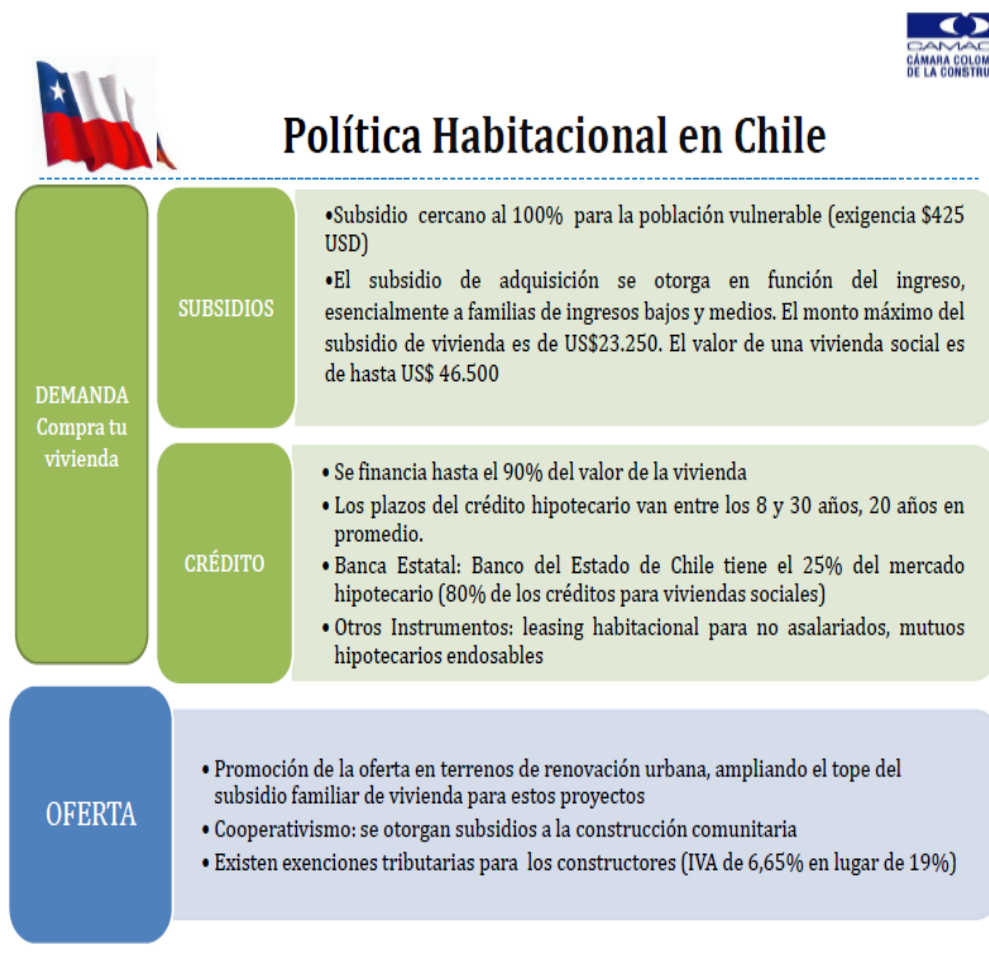 CAMAC
CÁMARA COLOM
DE LA CONSTRU
Política Habitacional en Chile
DEMANDA
Compra tu
vivienda
SUBSIDIOS
•Subsidio cercano al 100% para la población vulnerable (exigencia $425
USD)
•El subsidio de adquisición se otorga en función del ingreso,
esencialmente a familias de ingresos bajos y medios. El monto máximo del
subsidio de vivienda es de US$23.250. El valor de una vivienda social es
de hasta US$ 46.500
CRÉDITO
• Se financia hasta el 90% del valor de la vivienda
• Los plazos del crédito hipotecario van entre los 8 y 30 años, 20 años en
promedio.
• Banca Estatal: Banco del Estado de Chile tiene el 25% del mercado
hipotecario (80% de los créditos para viviendas sociales)
• Otros Instrumentos: leasing habitacional para no asalariados, mutuos
hipotecarios endosables
OFERTA
• Promoción de la oferta en terrenos de renovación urbana, ampliando el tope del
subsidio familiar de vivienda para estos proyectos
• Cooperativismo: se otorgan subsidios a la construcción comunitaria
• Existen exenciones tributarias para los constructores (IVA de 6,65% en lugar de 19%)